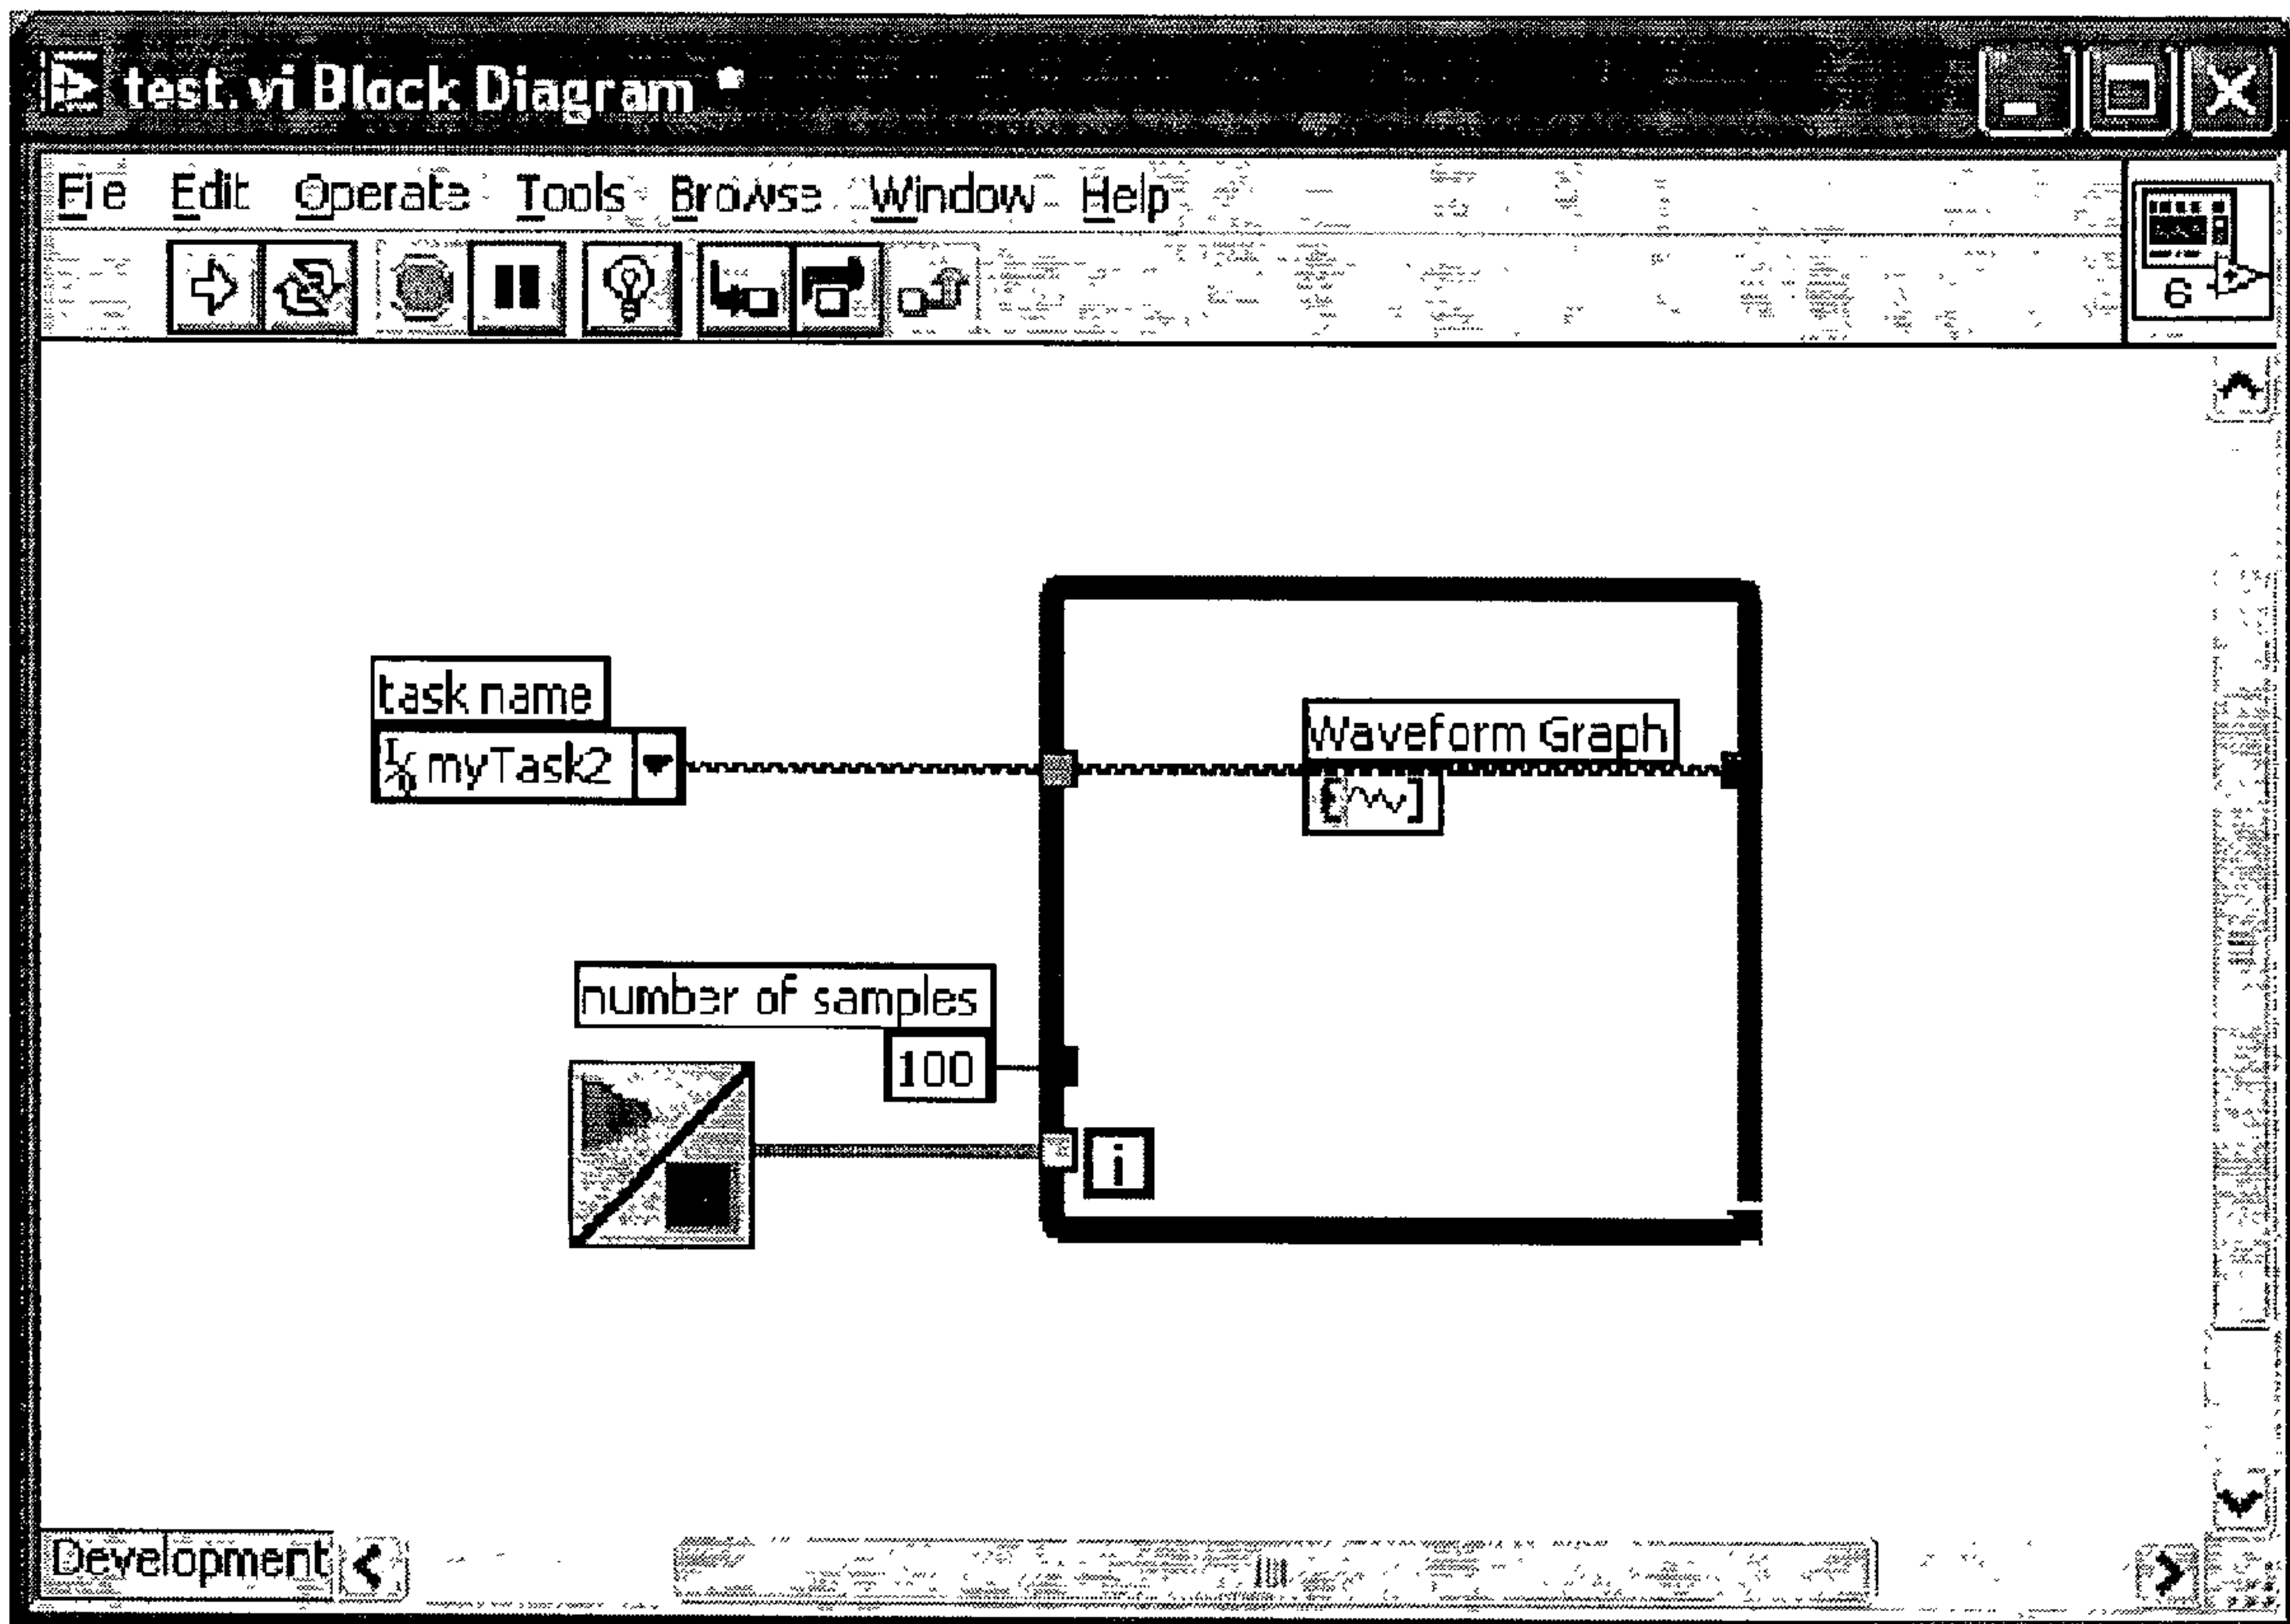 test.vi Block Diagram *
File Edit Operate Tools Browse Window Help
6
task name
myTask2
Waveform Graph
number of samples
100
i
Development